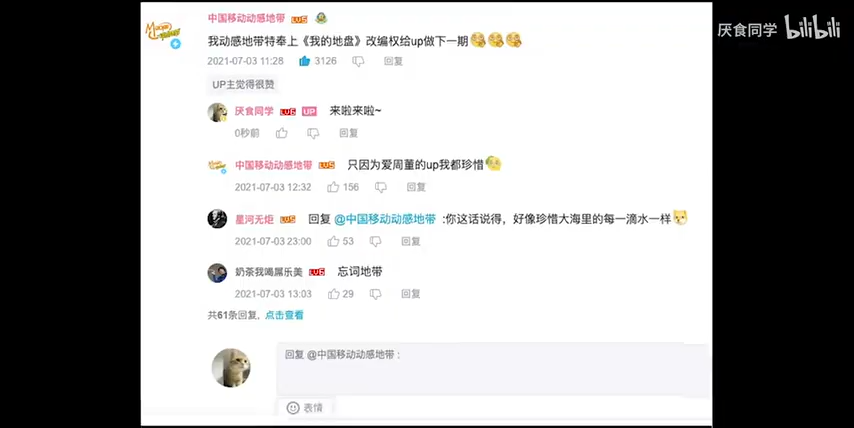 厌食同学 bilibili
中国移动动感地带 LV5
我动感地带特奉上《我的地盘》改编权给up做下一期
2021-07-03 11:28 3126 回复
UP主觉得很赞
厌食同学 LV6 UP 来啦来啦~
0秒前 回复
中国移动动感地带 LV5 只因为爱周董的up我都珍惜
2021-07-03 12:32 156 回复
星河无炬 LV5 回复 @中国移动动感地带 :你这话说得，好像珍惜大海里的每一滴水一样
2021-07-03 23:00 53 回复
奶茶我喝屠乐美 LV6 忘词地带
2021-07-03 13:03 29 回复
共61条回复, 点击查看
回复 @中国移动动感地带 :
表情